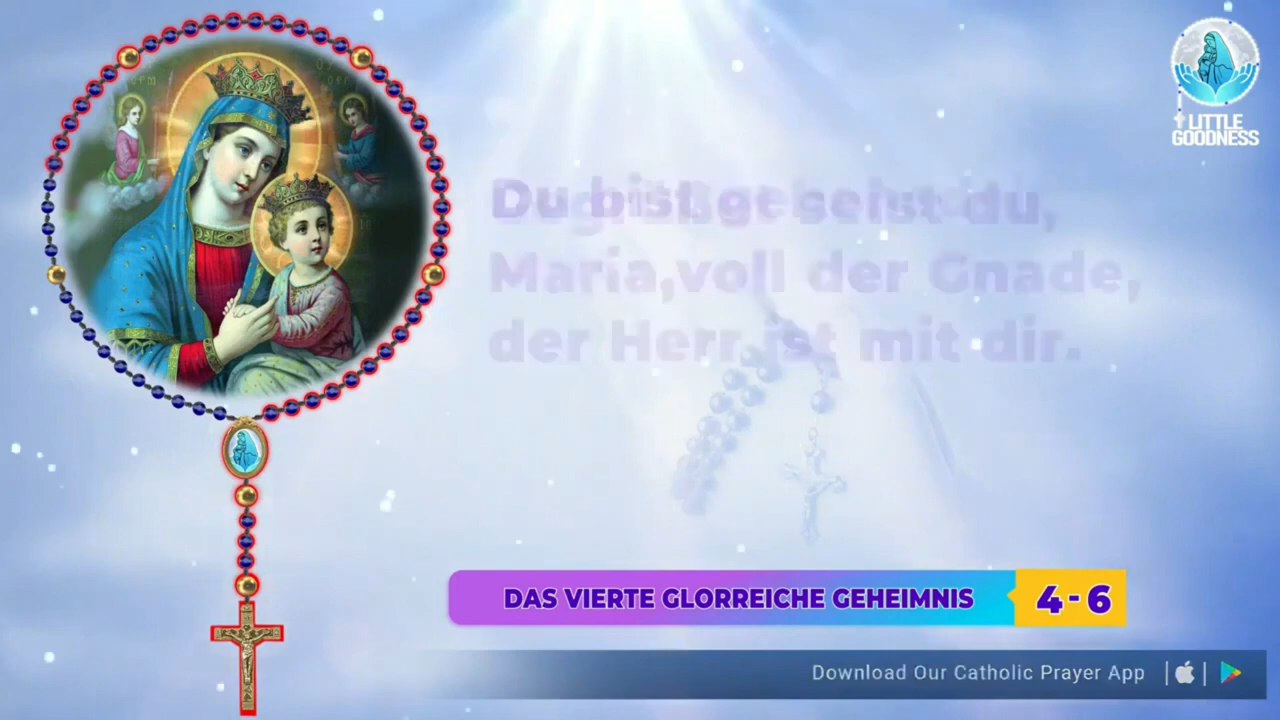 LITTLE
GOODNESS
Maria,voll der Gnade,
der Herr ist mit dir.
DAS VIERTE GLORREICHE GEHEIMNIS
4 - 6
Download Our Catholic Prayer App